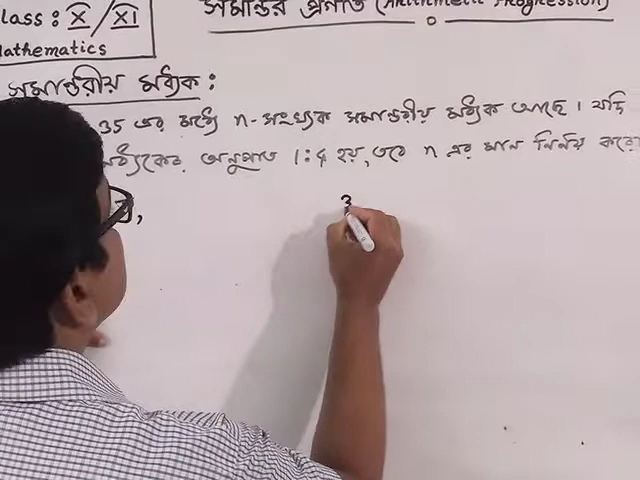 class: X / XI
Mathematics
সমান্তর প্রগতি (Arithmetic Progression)
সমান্তরীয় মধ্যক:
35 এর মধ্যে n-সংখ্যক সমান্তরীয় মধ্যক আছে। যদি
মধ্যকের অনুপাত 1:4 হয়, তবে n এর মান নির্ণয় করো
3